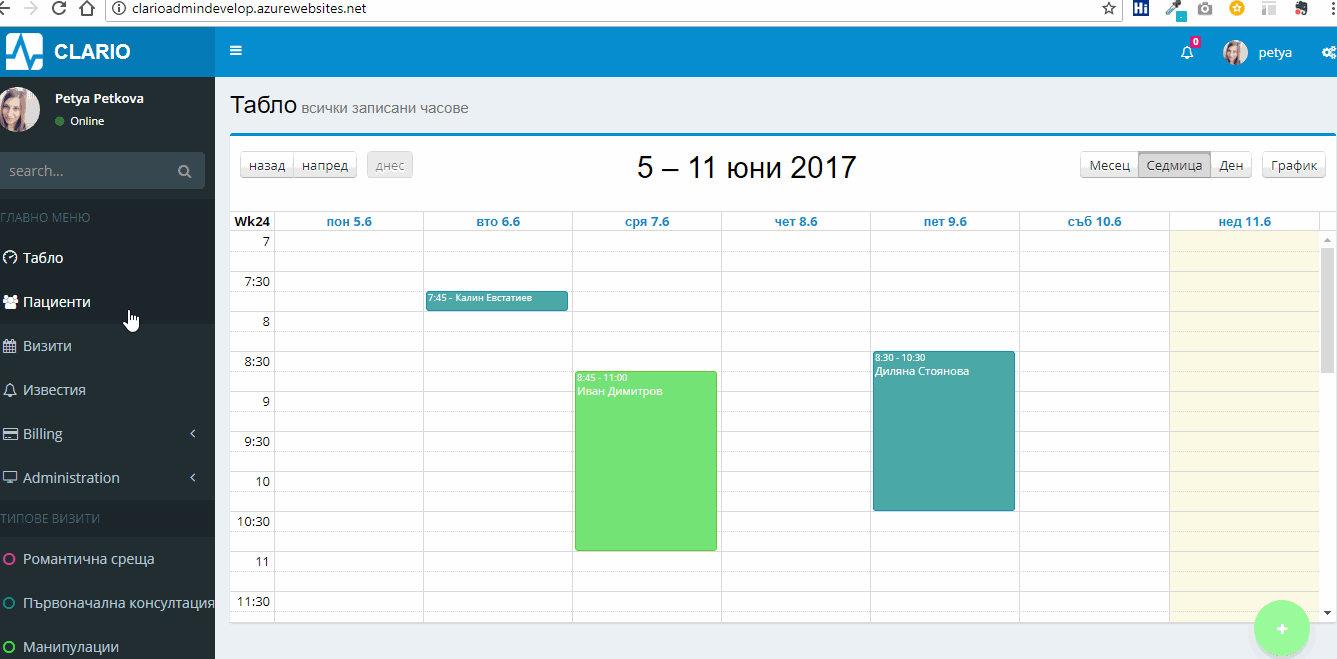 clarioadmindevelop.azurewebsites.net
Hi
CLARIO
0
petya
Petya Petkova
Online
search...
ГЛАВНО МЕНЮ
Табло
Пациенти
Визити
Известия
Billing
Administration
ТИПОВЕ ВИЗИТИ
Романтична среща
Първоначална консултация
Манипулации
Табло всички записани часове
назад напред днес
5 – 11 юни 2017
Месец Седмица Ден График
Wk24 пон 5.6 вто 6.6 сря 7.6 чет 8.6 пет 9.6 съб 10.6 нед 11.6
7
7:30
7:45 - Калин Евстатиев
8
8:30
8:30 - 10:30
Диляна Стоянова
8:45 - 11:00
Иван Димитров
9
9:30
10
10:30
11
11:30
+